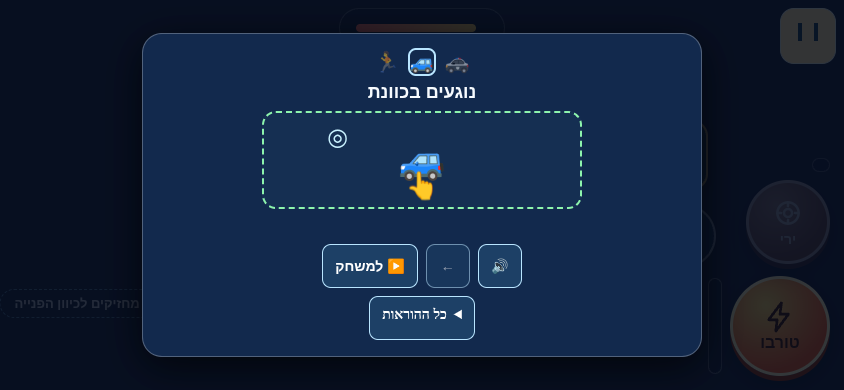 נוגעים בכוונת
למשחק
כל ההוראות
ירי
טורבו
מחזיקים לכיוון הפנייה